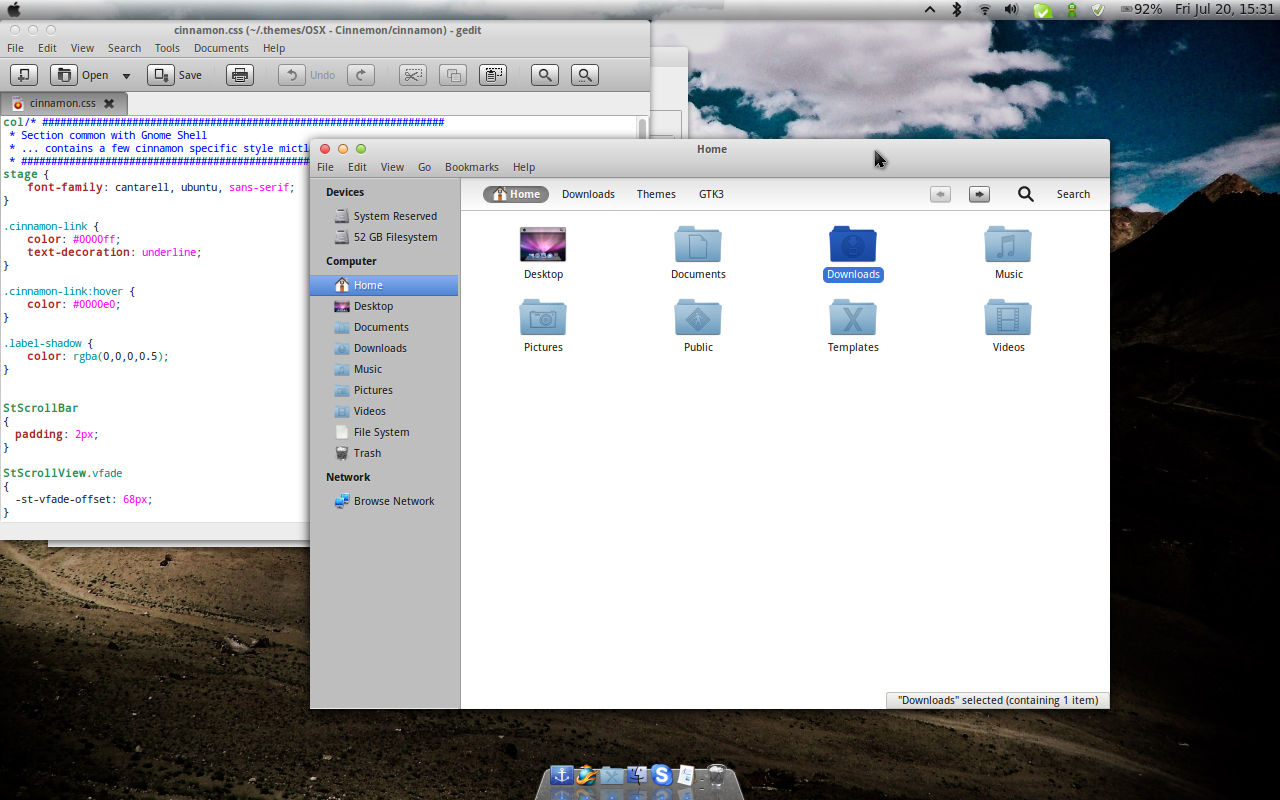 92% Fri Jul 20, 15:31
cinnamon.css (~/.themes/OSX - Cinnemon/cinnamon) - gedit
File Edit View Search Tools Documents Help
Open Save Undo
cinnamon.css
col/* ####################################################################
 * Section common with Gnome Shell
 * ... contains a few cinnamon specific style mictl
 * #################################################
stage {
    font-family: cantarell, ubuntu, sans-serif;
}
.cinnamon-link {
    color: #0000ff;
    text-decoration: underline;
}
.cinnamon-link:hover {
    color: #0000e0;
}
.label-shadow {
    color: rgba(0,0,0,0.5);
}
StScrollBar
{
  padding: 2px;
}
StScrollView.vfade
{
  -st-vfade-offset: 68px;
}
Home
File Edit View Go Bookmarks Help
Devices
System Reserved
52 GB Filesystem
Computer
Home
Desktop
Documents
Downloads
Music
Pictures
Videos
File System
Trash
Network
Browse Network
Home Downloads Themes GTK3 Search
Desktop Documents Downloads Music
Pictures Public Templates Videos
"Downloads" selected (containing 1 item)